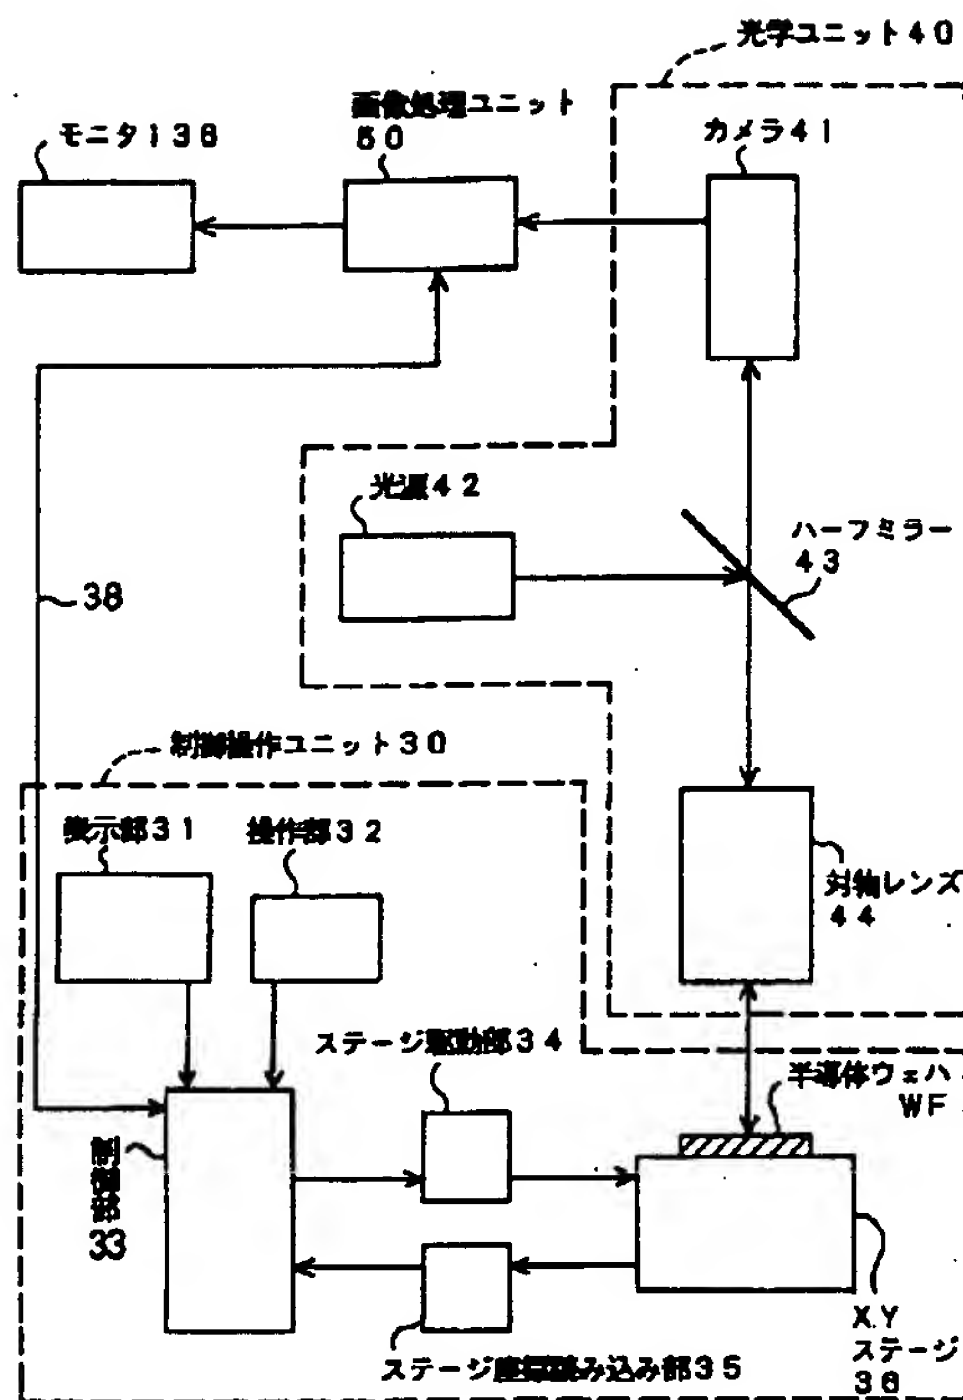 光学ユニット40
画像処理ユニット
50
モニタ136
カメラ41
光源42
ハーフミラー
43
38
制御操作ユニット30
表示部31
操作部32
対物レンズ
44
ステージ駆動部34
半導体ウェハ
WF
制御部
33
ステージ座標読み込み部35
X.Y
ステージ
36